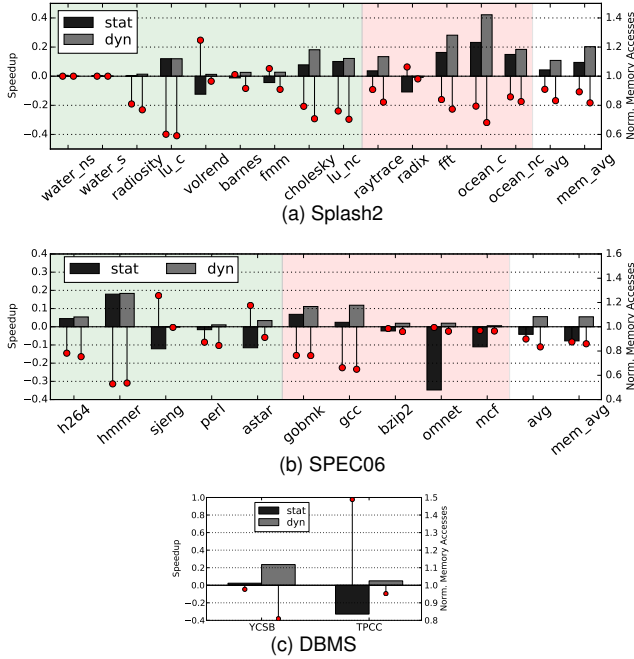 stat
dyn
Speedup
0.4
0.2
0.0
−0.2
−0.4
1.4
1.2
1.0
0.8
0.6
Norm. Memory Accesses
water_ns
water_s
radiosity
lu_c
volrend
barnes
fmm
cholesky
lu_nc
raytrace
radix
fft
ocean_c
ocean_nc
avg
mem_avg
(a) Splash2
stat dyn
Speedup
0.4
0.3
0.2
0.1
0.0
−0.1
−0.2
−0.3
−0.4
1.6
1.4
1.2
1.0
0.8
0.6
0.4
Norm. Memory Accesses
h264
hmmer
sjeng
perl
astar
gobmk
gcc
bzip2
omnet
mcf
avg
mem_avg
(b) SPEC06
stat
dyn
Speedup
1.0
0.8
0.6
0.4
0.2
0.0
−0.2
−0.4
1.5
1.4
1.3
1.2
1.1
1.0
0.9
0.8
Norm. Memory Accesses
YCSB
TPCC
(c) DBMS